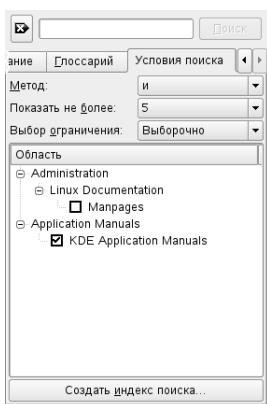 Поиск
ание Глоссарий Условия поиска
Метод: и
Показать не более: 5
Выбор ограничения: Выборочно
Область
Administration
Linux Documentation
Manpages
Application Manuals
KDE Application Manuals
Создать индекс поиска...